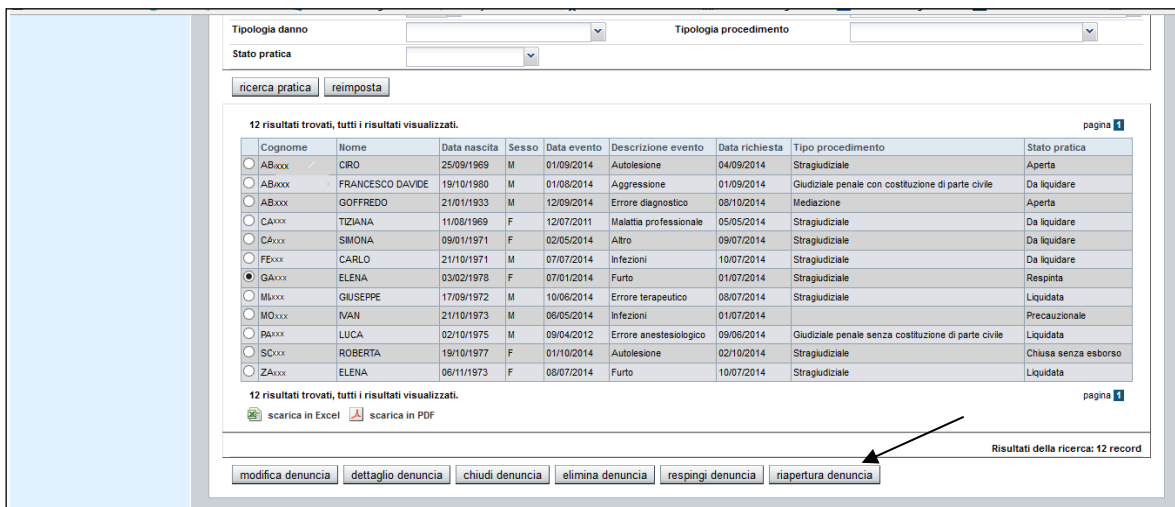 Tipologia danno Tipologia procedimento
Stato pratica
ricerca pratica reimposta
12 risultati trovati, tutti i risultati visualizzati. pagina 1
Cognome Nome Data nascita Sesso Data evento Descrizione evento Data richiesta Tipo procedimento Stato pratica
ABxxx CIRO 25/09/1969 M 01/09/2014 Autolesione 04/09/2014 Stragiudiziale Aperta
ABxxx FRANCESCO DAVIDE 19/10/1980 M 01/08/2014 Aggressione 01/09/2014 Giudiziale penale con costituzione di parte civile Da liquidare
ABxxx GOFFREDO 21/01/1933 M 12/09/2014 Errore diagnostico 08/10/2014 Mediazione Aperta
CAxxx TIZIANA 11/08/1969 F 12/07/2011 Malattia professionale 05/05/2014 Stragiudiziale Da liquidare
CAxxx SIMONA 09/01/1971 F 02/05/2014 Altro 09/07/2014 Stragiudiziale Da liquidare
FExxx CARLO 21/10/1971 M 07/07/2014 Infezioni 10/07/2014 Stragiudiziale Da liquidare
GAxxx ELENA 03/02/1978 F 07/01/2014 Furto 01/07/2014 Stragiudiziale Respinta
MIxxx GIUSEPPE 17/09/1972 M 10/06/2014 Errore terapeutico 08/07/2014 Stragiudiziale Liquidata
MOxxx IVAN 21/10/1973 M 06/05/2014 Infezioni 01/07/2014 Precauzionale
PAxxx LUCA 02/10/1975 M 09/04/2012 Errore anestesiologico 09/06/2014 Giudiziale penale senza costituzione di parte civile Liquidata
SCxxx ROBERTA 19/10/1977 F 01/10/2014 Autolesione 02/10/2014 Stragiudiziale Chiusa senza esborso
ZAxxx ELENA 06/11/1973 F 08/07/2014 Furto 10/07/2014 Stragiudiziale Liquidata
12 risultati trovati, tutti i risultati visualizzati. pagina 1
scarica in Excel scarica in PDF
Risultati della ricerca: 12 record
modifica denuncia dettaglio denuncia chiudi denuncia elimina denuncia respingi denuncia riapertura denuncia